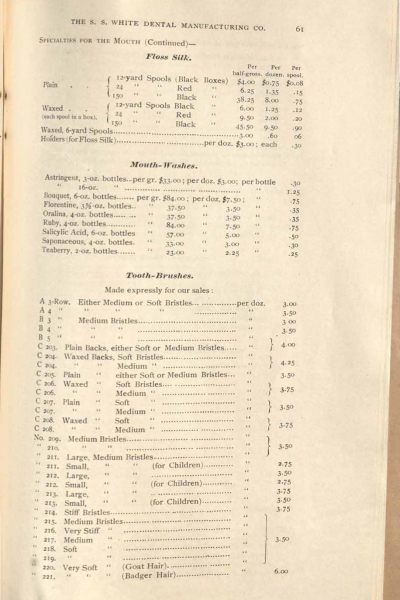 THE S. S. WHITE DENTAL MANUFACTURING CO. 61
SPECIALTIES FOR THE MOUTH (Continued)—
Floss Silk.
Per half-gross. Per dozen. Per spool.
Plain . . { 12-yard Spools (Black Boxes) $4.00 $0.75 $0.08
24 " " Red " 6.25 1.35 .15
150 " " Black " 38.25 8.00 .75
Waxed . . { 12-yard Spools Black " 6.00 1.25 .12
(each spool in a box). 24 " " Red " 9.50 2.00 .20
150 " " Black " 45.50 9.50 .90
Waxed, 6-yard Spools 3.00 .60 .06
Holders (for Floss Silk) per doz. $3.00; each .30
Mouth-Washes.
Astringent, 3-oz. bottles..per gr. $33.00; per doz. $3.00; per bottle .30
" 16-oz. " 1.25
Bouquet, 6-oz. bottles....... per gr. $84.00; per doz, $7.50; " .75
Florentine, 3½-oz. bottles.. " 37.50 " 3.50 " .35
Oralina, 4-oz. bottles...... " 37.50 " 3.50 " .35
Ruby, 4-oz. bottles........... " 84.00 " 7.50 " .75
Salicylic Acid, 6-oz. bottles " 57.00 " 5.00 " .50
Saponaceous, 4-oz. bottles. " 33.00 " 3.00 " .30
Teaberry, 2-oz. bottles...... " 23.00 " 2.25 " .25
Tooth-Brushes.
Made expressly for our sales:
A 3-Row, Either Medium or Soft Bristles... per doz. 3.00
A 4 " " " " " 3.50
B 3 " Medium Bristles " 3.00
B 4 " " " " 3.50
B 5 " " " "
C 203. Plain Backs, either Soft or Medium Bristles..... " } 4.00
C 204. Waxed Backs, Soft Bristles " }
C 204. " " Medium " " } 4.25
C 205. Plain " either Soft or Medium Bristles... " 3.50
C 206. Waxed " Soft Bristles " }
C 206. " " Medium " " } 3.75
C 207. Plain " Soft " " }
C 207. " " Medium " " } 3.50
C 208. Waxed " Soft " " }
C 208. " " Medium " " } 3.75
No. 209. Medium Bristles " }
" 210. " " " } 3.50
" 211. Large, Medium Bristles " }
" 211. Small, " " (for Children) " 2.75
" 212. Large, " " " 3.50
" 212. Small, " " (for Children) " 2.75
" 213. Large, " " " 3.75
" 213. Small, " " (for Children) " 3.50
" 214. Stiff Bristles " 3.75
" 215. Medium Bristles "
" 216. Very Stiff " "
" 217. Medium " " 3.50
" 218. Soft " "
" 219. " " "
" 220. Very Soft " (Goat Hair) "
" 221. " " " (Badger Hair) " 6.00